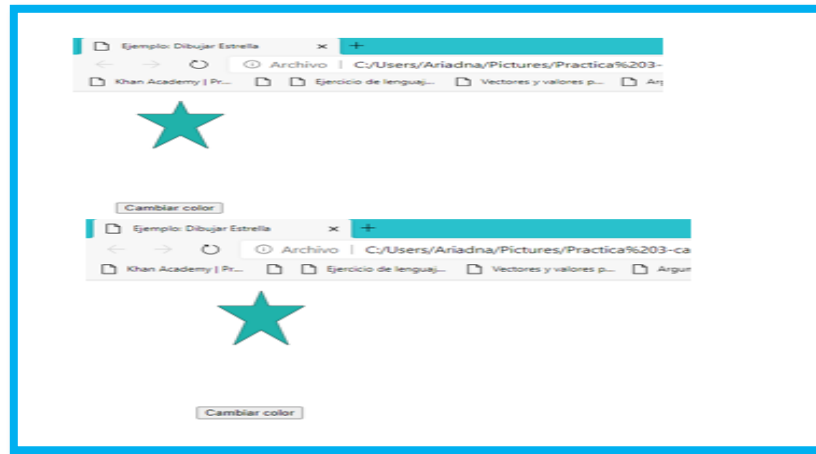 Ejemplo: Dibujar Estrella
Archivo | C:/Users/Ariadna/Pictures/Practica%203-
Khan Academy | Pr... Ejercicio de lenguaj... Vectores y valores p... Arg
Cambiar color
Ejemplo: Dibujar Estrella
Archivo | C:/Users/Ariadna/Pictures/Practica%203-ca
Khan Academy | Pr... Ejercicio de lenguaj... Vectores y valores p... Argum
Cambiar color